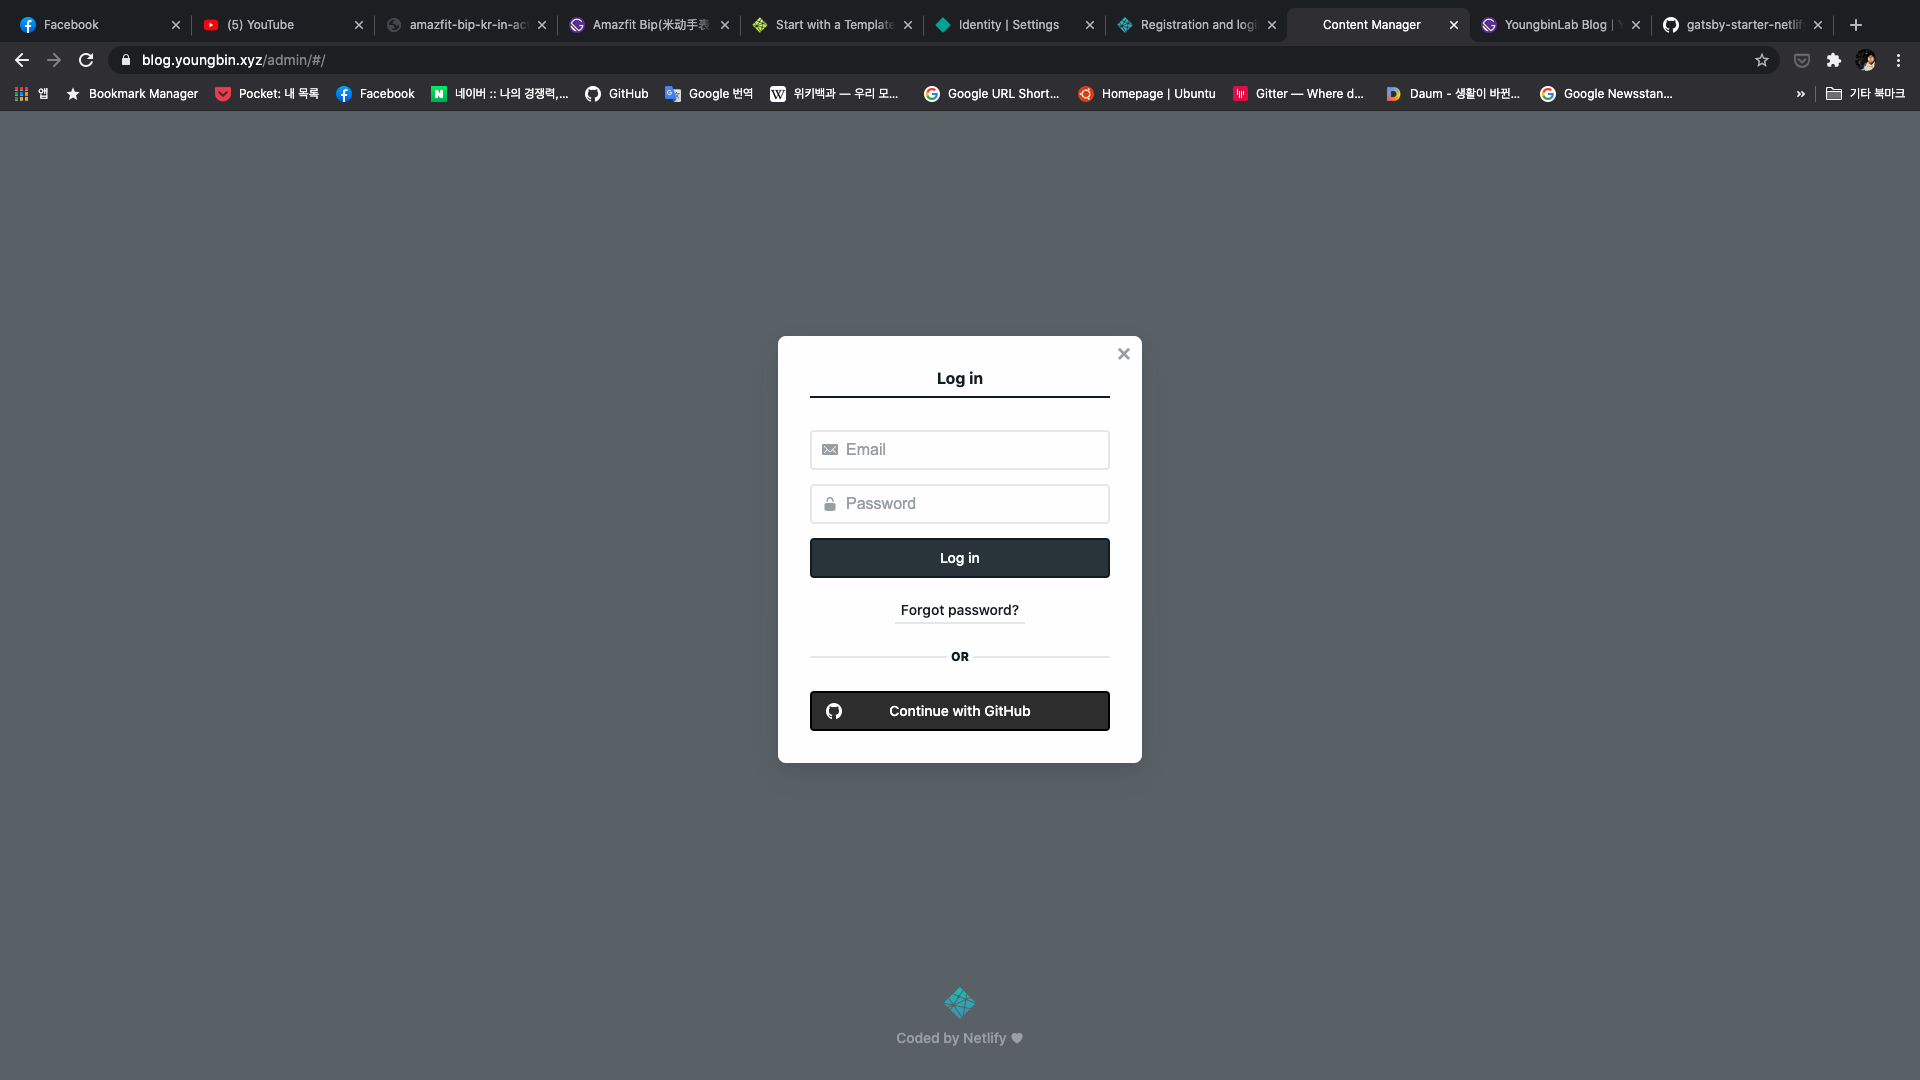 Facebook
(5) YouTube
amazfit-bip-kr-in-act
Amazfit Bip(米动手表
Start with a Template
Identity | Settings
Registration and logi
Content Manager
YoungbinLab Blog | Y
gatsby-starter-netlif
blog.youngbin.xyz/admin/#/
앱
Bookmark Manager
Pocket: 내 목록
Facebook
네이버 :: 나의 경쟁력,...
GitHub
Google 번역
위키백과 — 우리 모...
Google URL Short...
Homepage | Ubuntu
Gitter — Where d...
Daum - 생활이 바뀐...
Google Newsstan...
»
기타 북마크
Log in
Email
Password
Log in
Forgot password?
OR
Continue with GitHub
Coded by Netlify